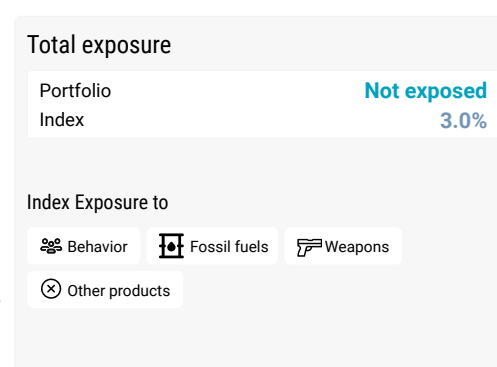 Total exposure
Portfolio Not exposed
Index 3.0%
Index Exposure to
Behavior Fossil fuels Weapons
Other products